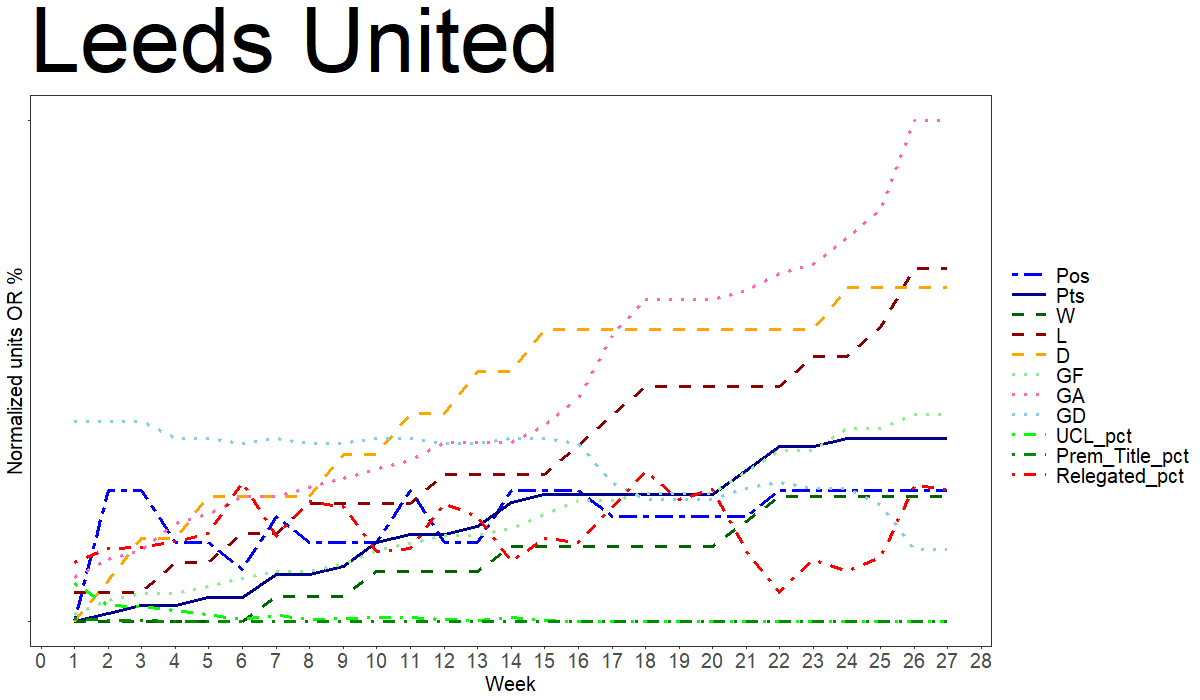 Leeds United
Normalized units OR %
Pos
Pts
W
L
D
GF
GA
GD
UCL_pct
Prem_Title_pct
Relegated_pct
0 1 2 3 4 5 6 7 8 9 10 11 12 13 14 15 16 17 18 19 20 21 22 23 24 25 26 27 28
Week